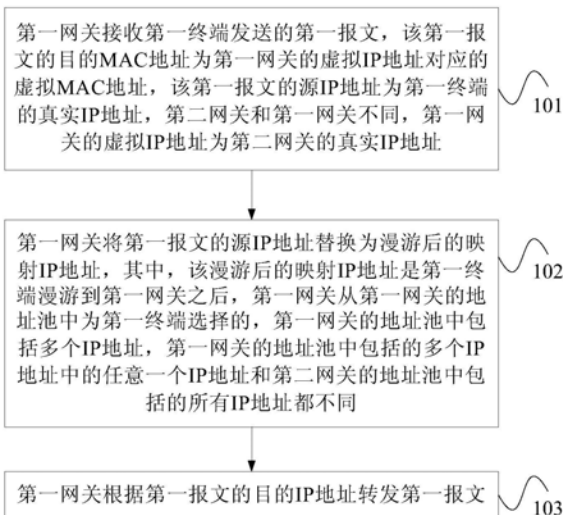 第一网关接收第一终端发送的第一报文，该第一报
文的目的MAC地址为第一网关的虚拟IP地址对应的
虚拟MAC地址，该第一报文的源IP地址为第一终端
的真实IP地址，第二网关和第一网关不同，第一网
关的虚拟IP地址为第二网关的真实IP地址
101
第一网关将第一报文的源IP地址替换为漫游后的映
射IP地址，其中，该漫游后的映射IP地址是第一终
端漫游到第一网关之后，第一网关从第一网关的地
址池中为第一终端选择的，第一网关的地址池中包
括多个IP地址，第一网关的地址池中包括的多个IP
地址中的任意一个IP地址和第二网关的地址池中包
括的所有IP地址都不同
102
第一网关根据第一报文的目的IP地址转发第一报文
103